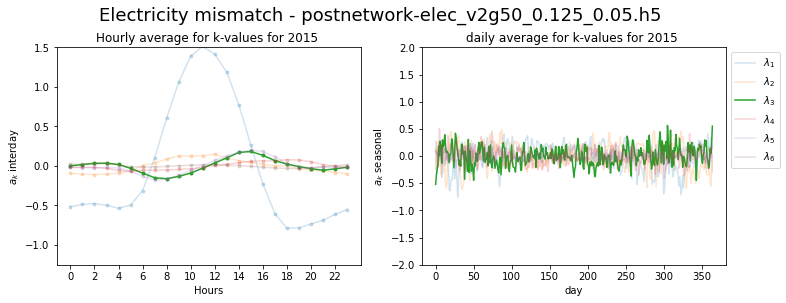 Electricity mismatch - postnetwork-elec_v2g50_0.125_0.05.h5
Hourly average for k-values for 2015
1.5
1.0
0.5
0.0
−0.5
−1.0
a_k interday
0 2 4 6 8 10 12 14 16 18 20 22
Hours
daily average for k-values for 2015
2.0
1.5
1.0
0.5
0.0
−0.5
−1.0
−1.5
−2.0
a_k seasonal
0 50 100 150 200 250 300 350
day
λ1
λ2
λ3
λ4
λ5
λ6